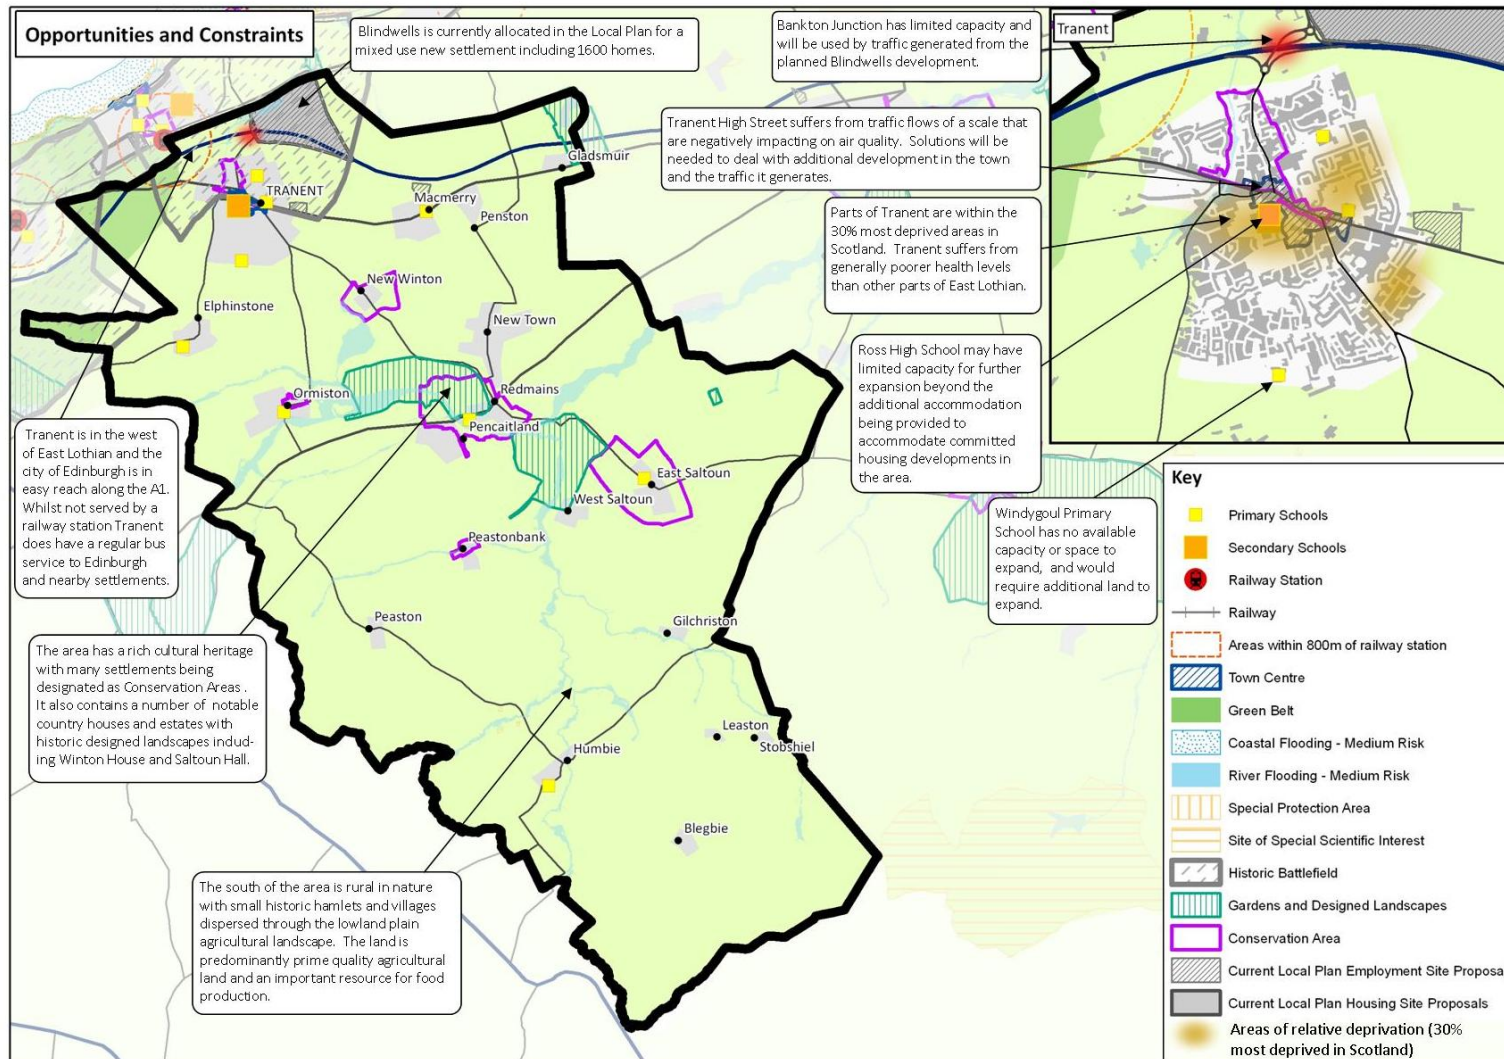 Opportunities and Constraints
Blindwells is currently allocated in the Local Plan for a
mixed use new settlement including 1600 homes.
Bankton Junction has limited capacity and
will be used by traffic generated from the
planned Blindwells development.
Tranent
Tranent High Street suffers from traffic flows of a scale that
are negatively impacting on air quality. Solutions will be
needed to deal with additional development in the town
and the traffic it generates.
Parts of Tranent are within the
30% most deprived areas in
Scotland. Tranent suffers from
generally poorer health levels
than other parts of East Lothian.
Ross High School may have
limited capacity for further
expansion beyond the
additional accommodation
being provided to
accommodate committed
housing developments in
the area.
Windygoul Primary
School has no available
capacity or space to
expand, and would
require additional land to
expand.
Gladsmuir
TRANENT
Macmerry
Penston
New Winton
Elphinstone
New Town
Ormiston
Redmains
Pencaitland
East Saltoun
West Saltoun
Peastonbank
Peaston
Gilchriston
Leaston
Stobshiel
Humbie
Blegbie
Tranent is in the west
of East Lothian and the
city of Edinburgh is in
easy reach along the A1.
Whilst not served by a
railway station Tranent
does have a regular bus
service to Edinburgh
and nearby settlements.
The area has a rich cultural heritage
with many settlements being
designated as Conservation Areas .
It also contains a number of notable
country houses and estates with
historic designed landscapes includ-
ing Winton House and Saltoun Hall.
The south of the area is rural in nature
with small historic hamlets and villages
dispersed through the lowland plain
agricultural landscape. The land is
predominantly prime quality agricultural
land and an important resource for food
production.
Key
Primary Schools
Secondary Schools
Railway Station
Railway
Areas within 800m of railway station
Town Centre
Green Belt
Coastal Flooding - Medium Risk
River Flooding - Medium Risk
Special Protection Area
Site of Special Scientific Interest
Historic Battlefield
Gardens and Designed Landscapes
Conservation Area
Current Local Plan Employment Site Proposa
Current Local Plan Housing Site Proposals
Areas of relative deprivation (30%
most deprived in Scotland)